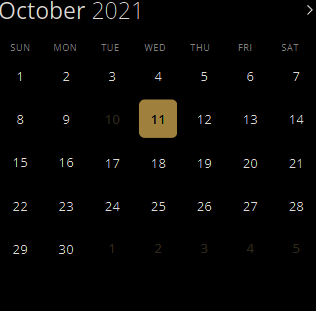 October 2021 >
SUN MON TUE WED THU FRI SAT
1 2 3 4 5 6 7
8 9 10 11 12 13 14
15 16 17 18 19 20 21
22 23 24 25 26 27 28
29 30 1 2 3 4 5